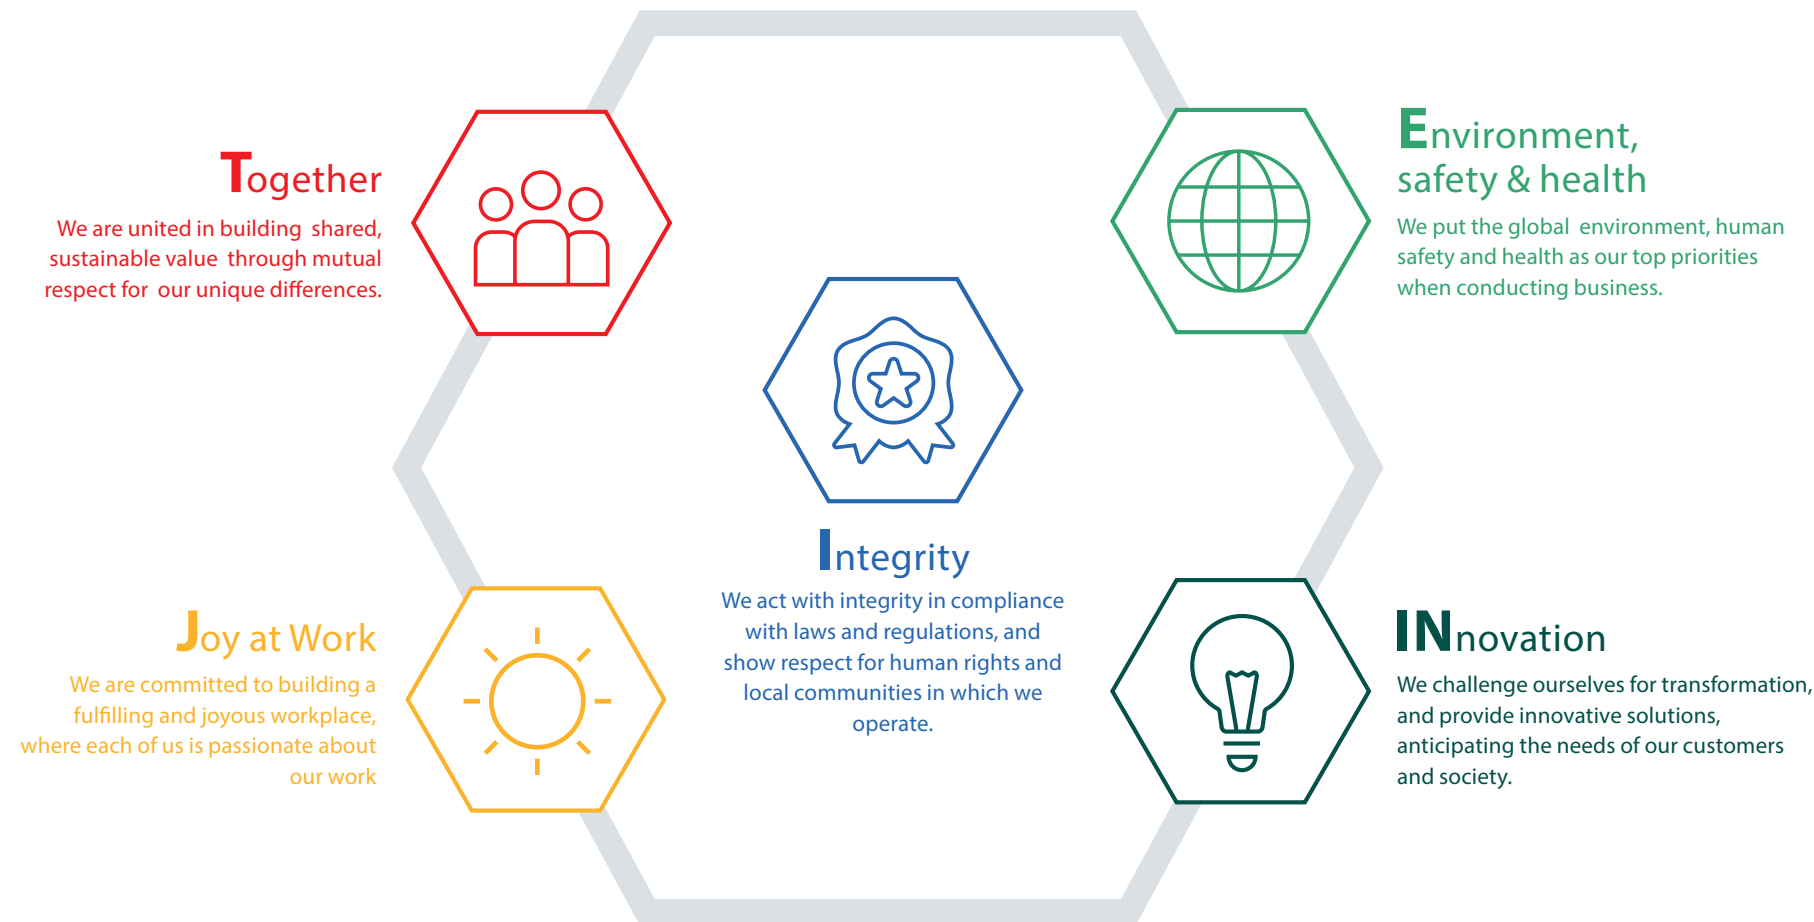 Together
We are united in building shared,
sustainable value through mutual
respect for our unique differences.
Environment,
safety & health
We put the global environment, human
safety and health as our top priorities
when conducting business.
Integrity
We act with integrity in compliance
with laws and regulations, and
show respect for human rights and
local communities in which we
operate.
Joy at Work
We are committed to building a
fulfilling and joyous workplace,
where each of us is passionate about
our work
INnovation
We challenge ourselves for transformation,
and provide innovative solutions,
anticipating the needs of our customers
and society.